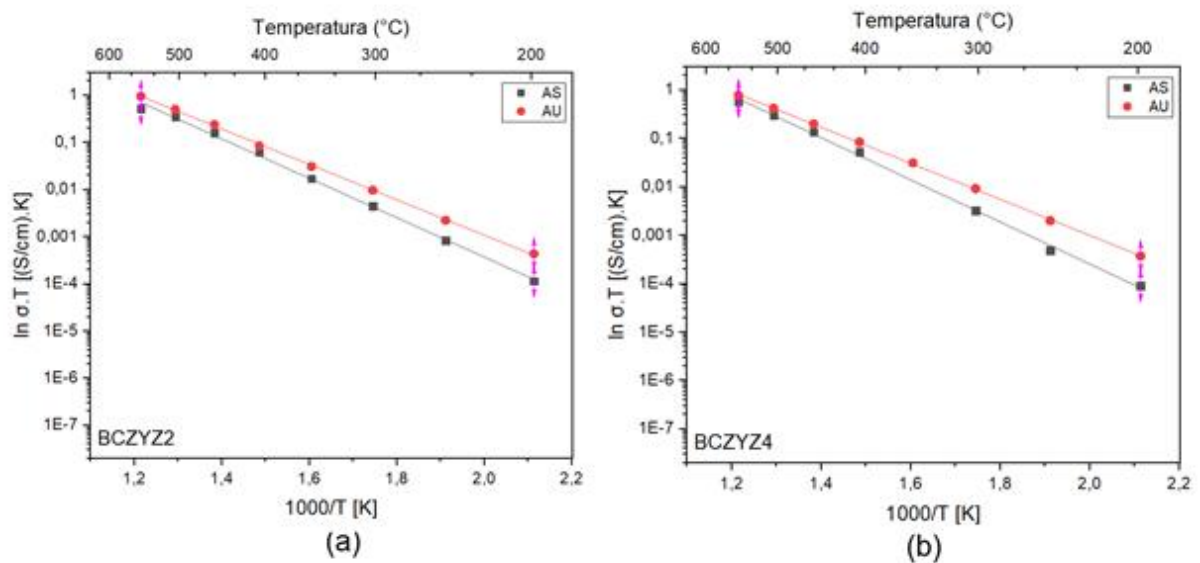 Temperatura (°C)
600 500 400 300 200
1
0,1
0,01
0,001
1E-4
1E-5
1E-6
1E-7
ln σ.T [(S/cm).K]
AS
AU
BCZYZ2
1,2 1,4 1,6 1,8 2,0 2,2
1000/T [K]
(a)
Temperatura (°C)
600 500 400 300 200
1
0,1
0,01
0,001
1E-4
1E-5
1E-6
1E-7
ln σ.T [(S/cm).K]
AS
AU
BCZYZ4
1,2 1,4 1,6 1,8 2,0 2,2
1000/T [K]
(b)